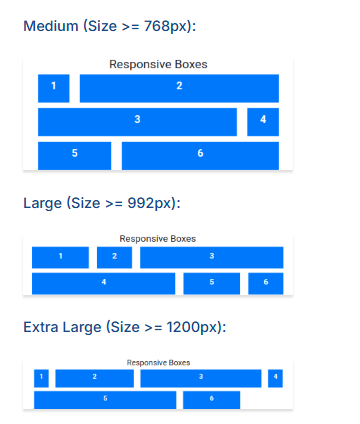 Medium (Size >= 768px):
Responsive Boxes
1 2
3 4
5 6
Large (Size >= 992px):
Responsive Boxes
1 2 3
4 5 6
Extra Large (Size >= 1200px):
Responsive Boxes
1 2 3 4
5 6